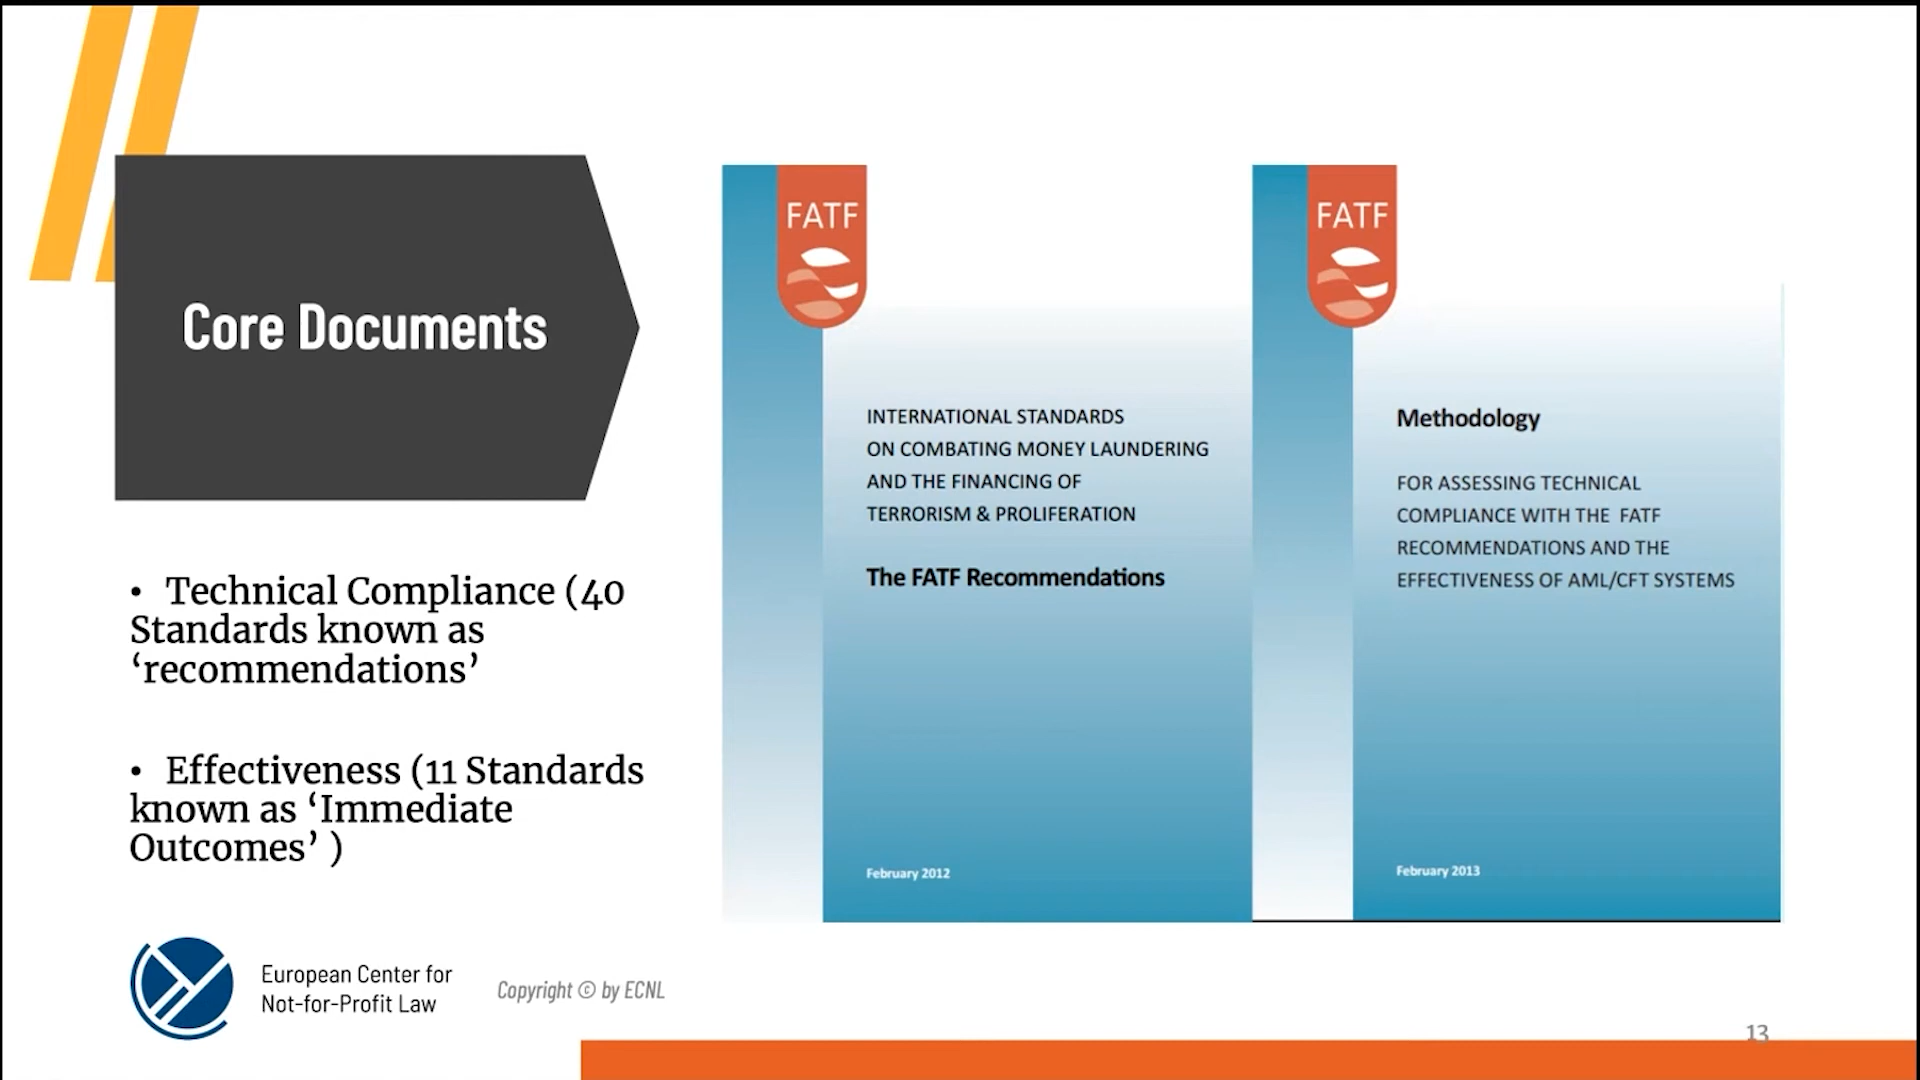 Core Documents
• Technical Compliance (40
Standards known as
‘recommendations’
• Effectiveness (11 Standards
known as ‘Immediate
Outcomes’ )
FATF
INTERNATIONAL STANDARDS
ON COMBATING MONEY LAUNDERING
AND THE FINANCING OF
TERRORISM & PROLIFERATION
The FATF Recommendations
February 2012
FATF
Methodology
FOR ASSESSING TECHNICAL
COMPLIANCE WITH THE FATF
RECOMMENDATIONS AND THE
EFFECTIVENESS OF AML/CFT SYSTEMS
February 2013
European Center for
Not-for-Profit Law
Copyright © by ECNL
13